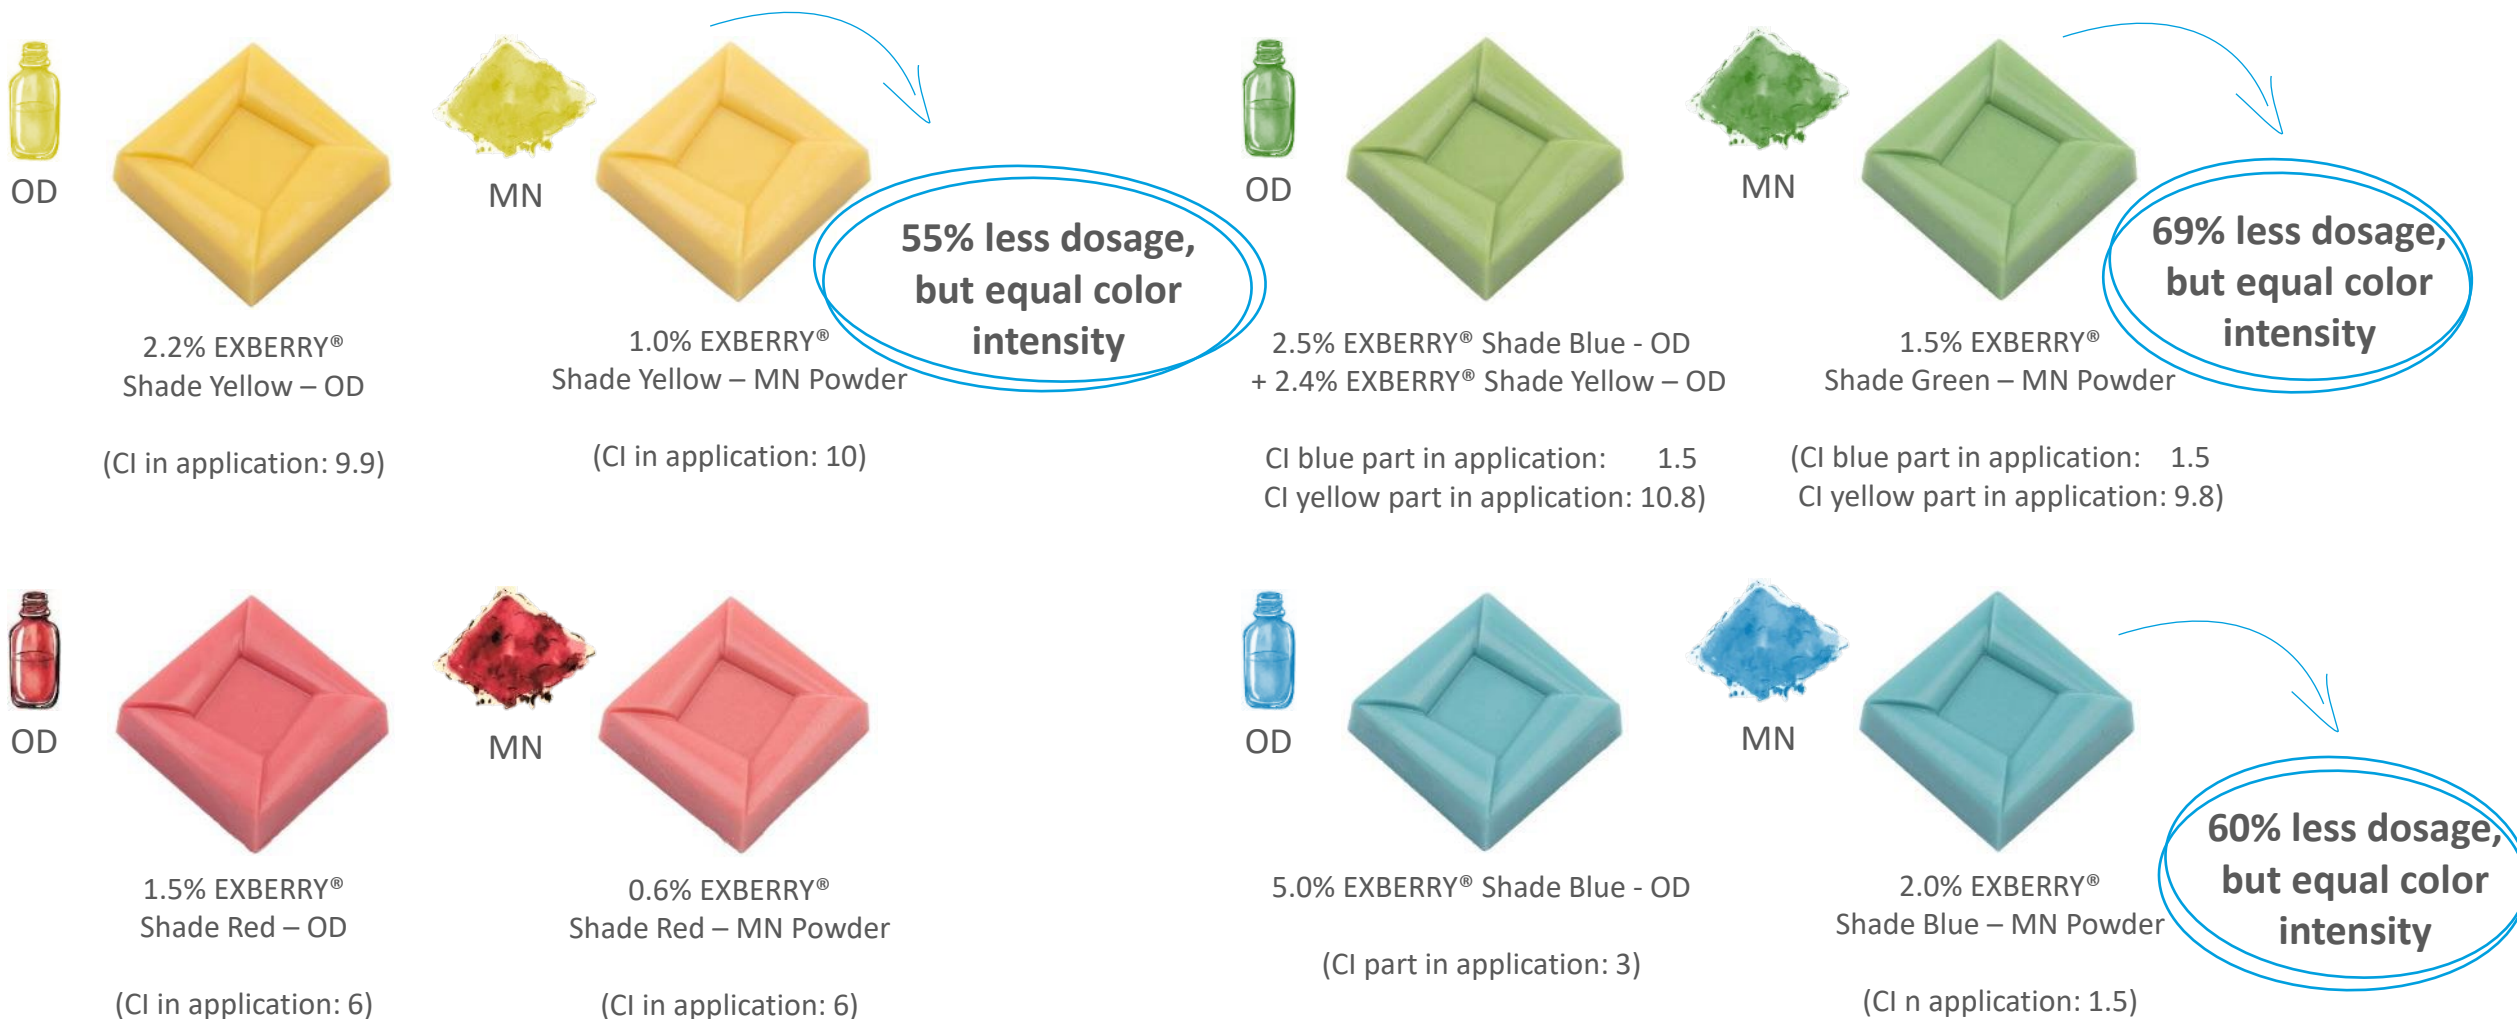 OD
MN
2.2% EXBERRY®
Shade Yellow – OD
(CI in application: 9.9)
1.0% EXBERRY®
Shade Yellow – MN Powder
(CI in application: 10)
55% less dosage,
but equal color
intensity
OD
MN
2.5% EXBERRY® Shade Blue - OD
+ 2.4% EXBERRY® Shade Yellow – OD
CI blue part in application: 1.5
CI yellow part in application: 10.8)
1.5% EXBERRY®
Shade Green – MN Powder
(CI blue part in application: 1.5
CI yellow part in application: 9.8)
69% less dosage,
but equal color
intensity
OD
MN
1.5% EXBERRY®
Shade Red – OD
(CI in application: 6)
0.6% EXBERRY®
Shade Red – MN Powder
(CI in application: 6)
OD
MN
5.0% EXBERRY® Shade Blue - OD
(CI part in application: 3)
2.0% EXBERRY®
Shade Blue – MN Powder
(CI n application: 1.5)
60% less dosage,
but equal color
intensity